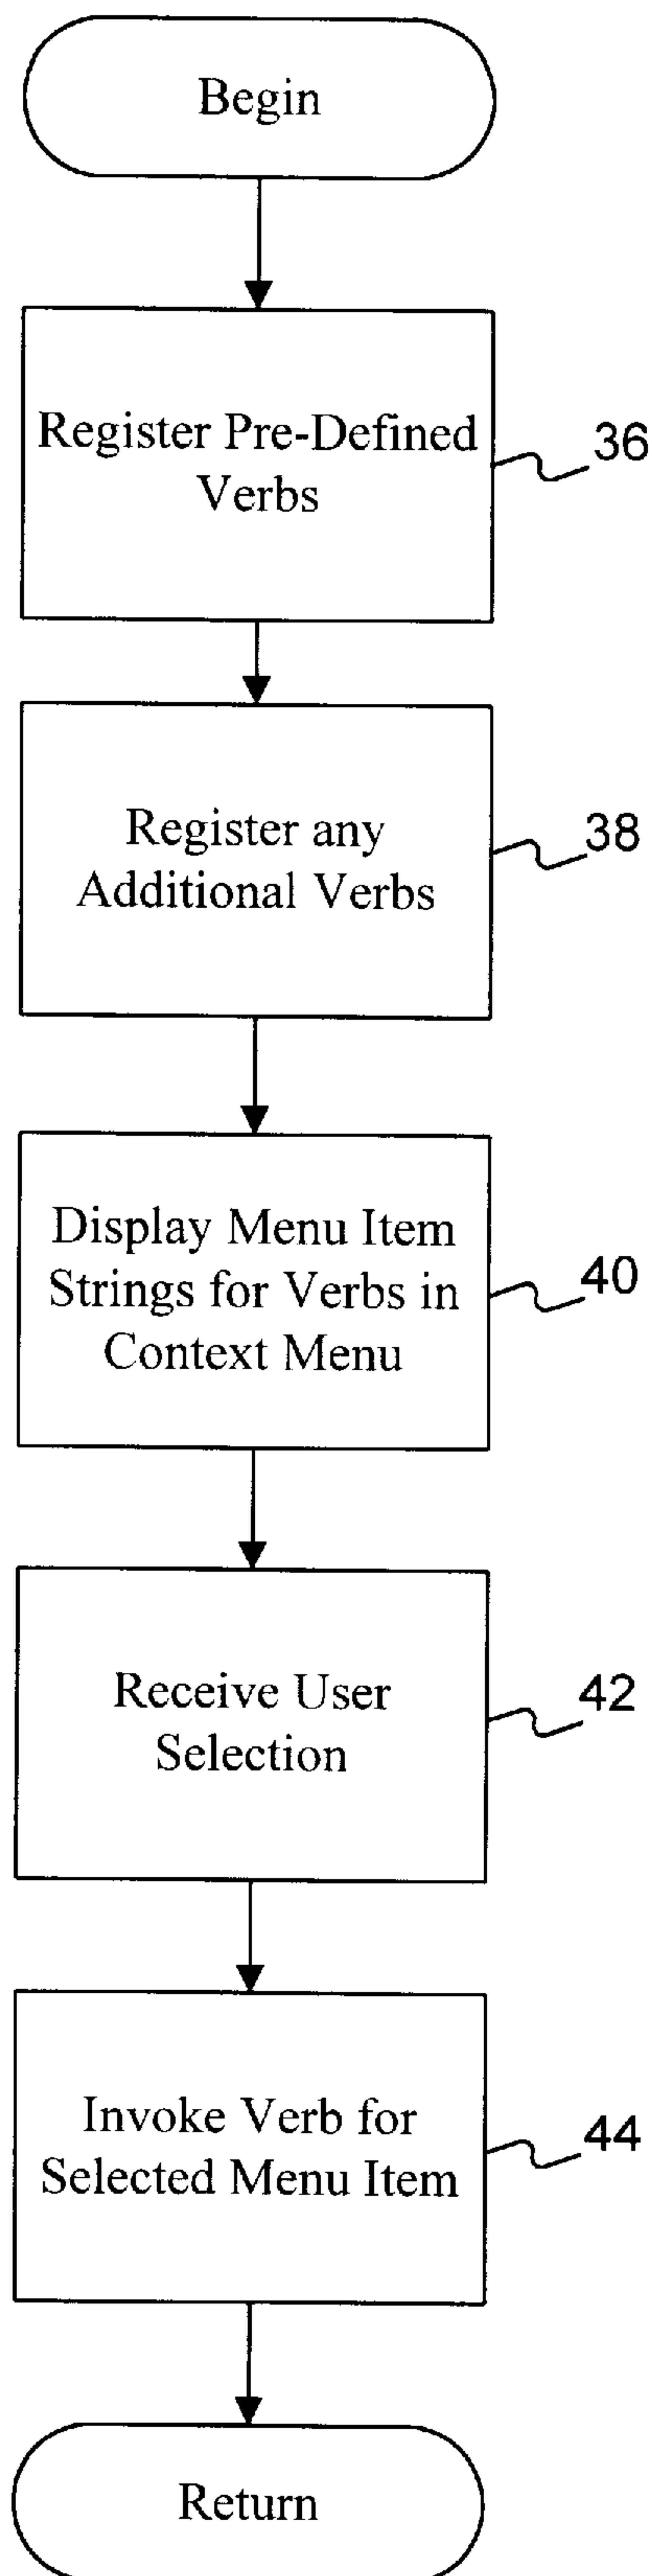 Begin
Register Pre-Defined
Verbs
36
Register any
Additional Verbs
38
Display Menu Item
Strings for Verbs in
Context Menu
40
Receive User
Selection
42
Invoke Verb for
Selected Menu Item
44
Return